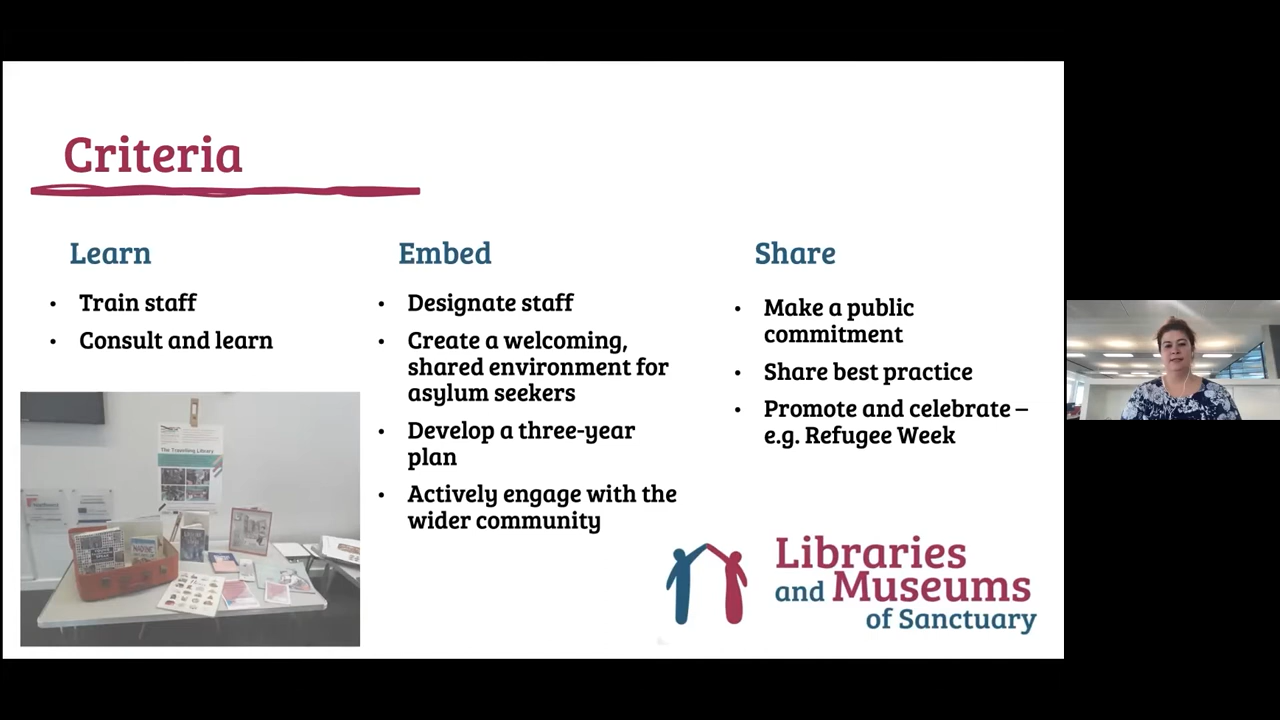 Criteria
Learn
• Train staff
• Consult and learn
Embed
• Designate staff
• Create a welcoming,
shared environment for
asylum seekers
• Develop a three-year
plan
• Actively engage with the
wider community
Share
• Make a public
commitment
• Share best practice
• Promote and celebrate –
e.g. Refugee Week
The Travelling Library
Libraries
and Museums
of Sanctuary